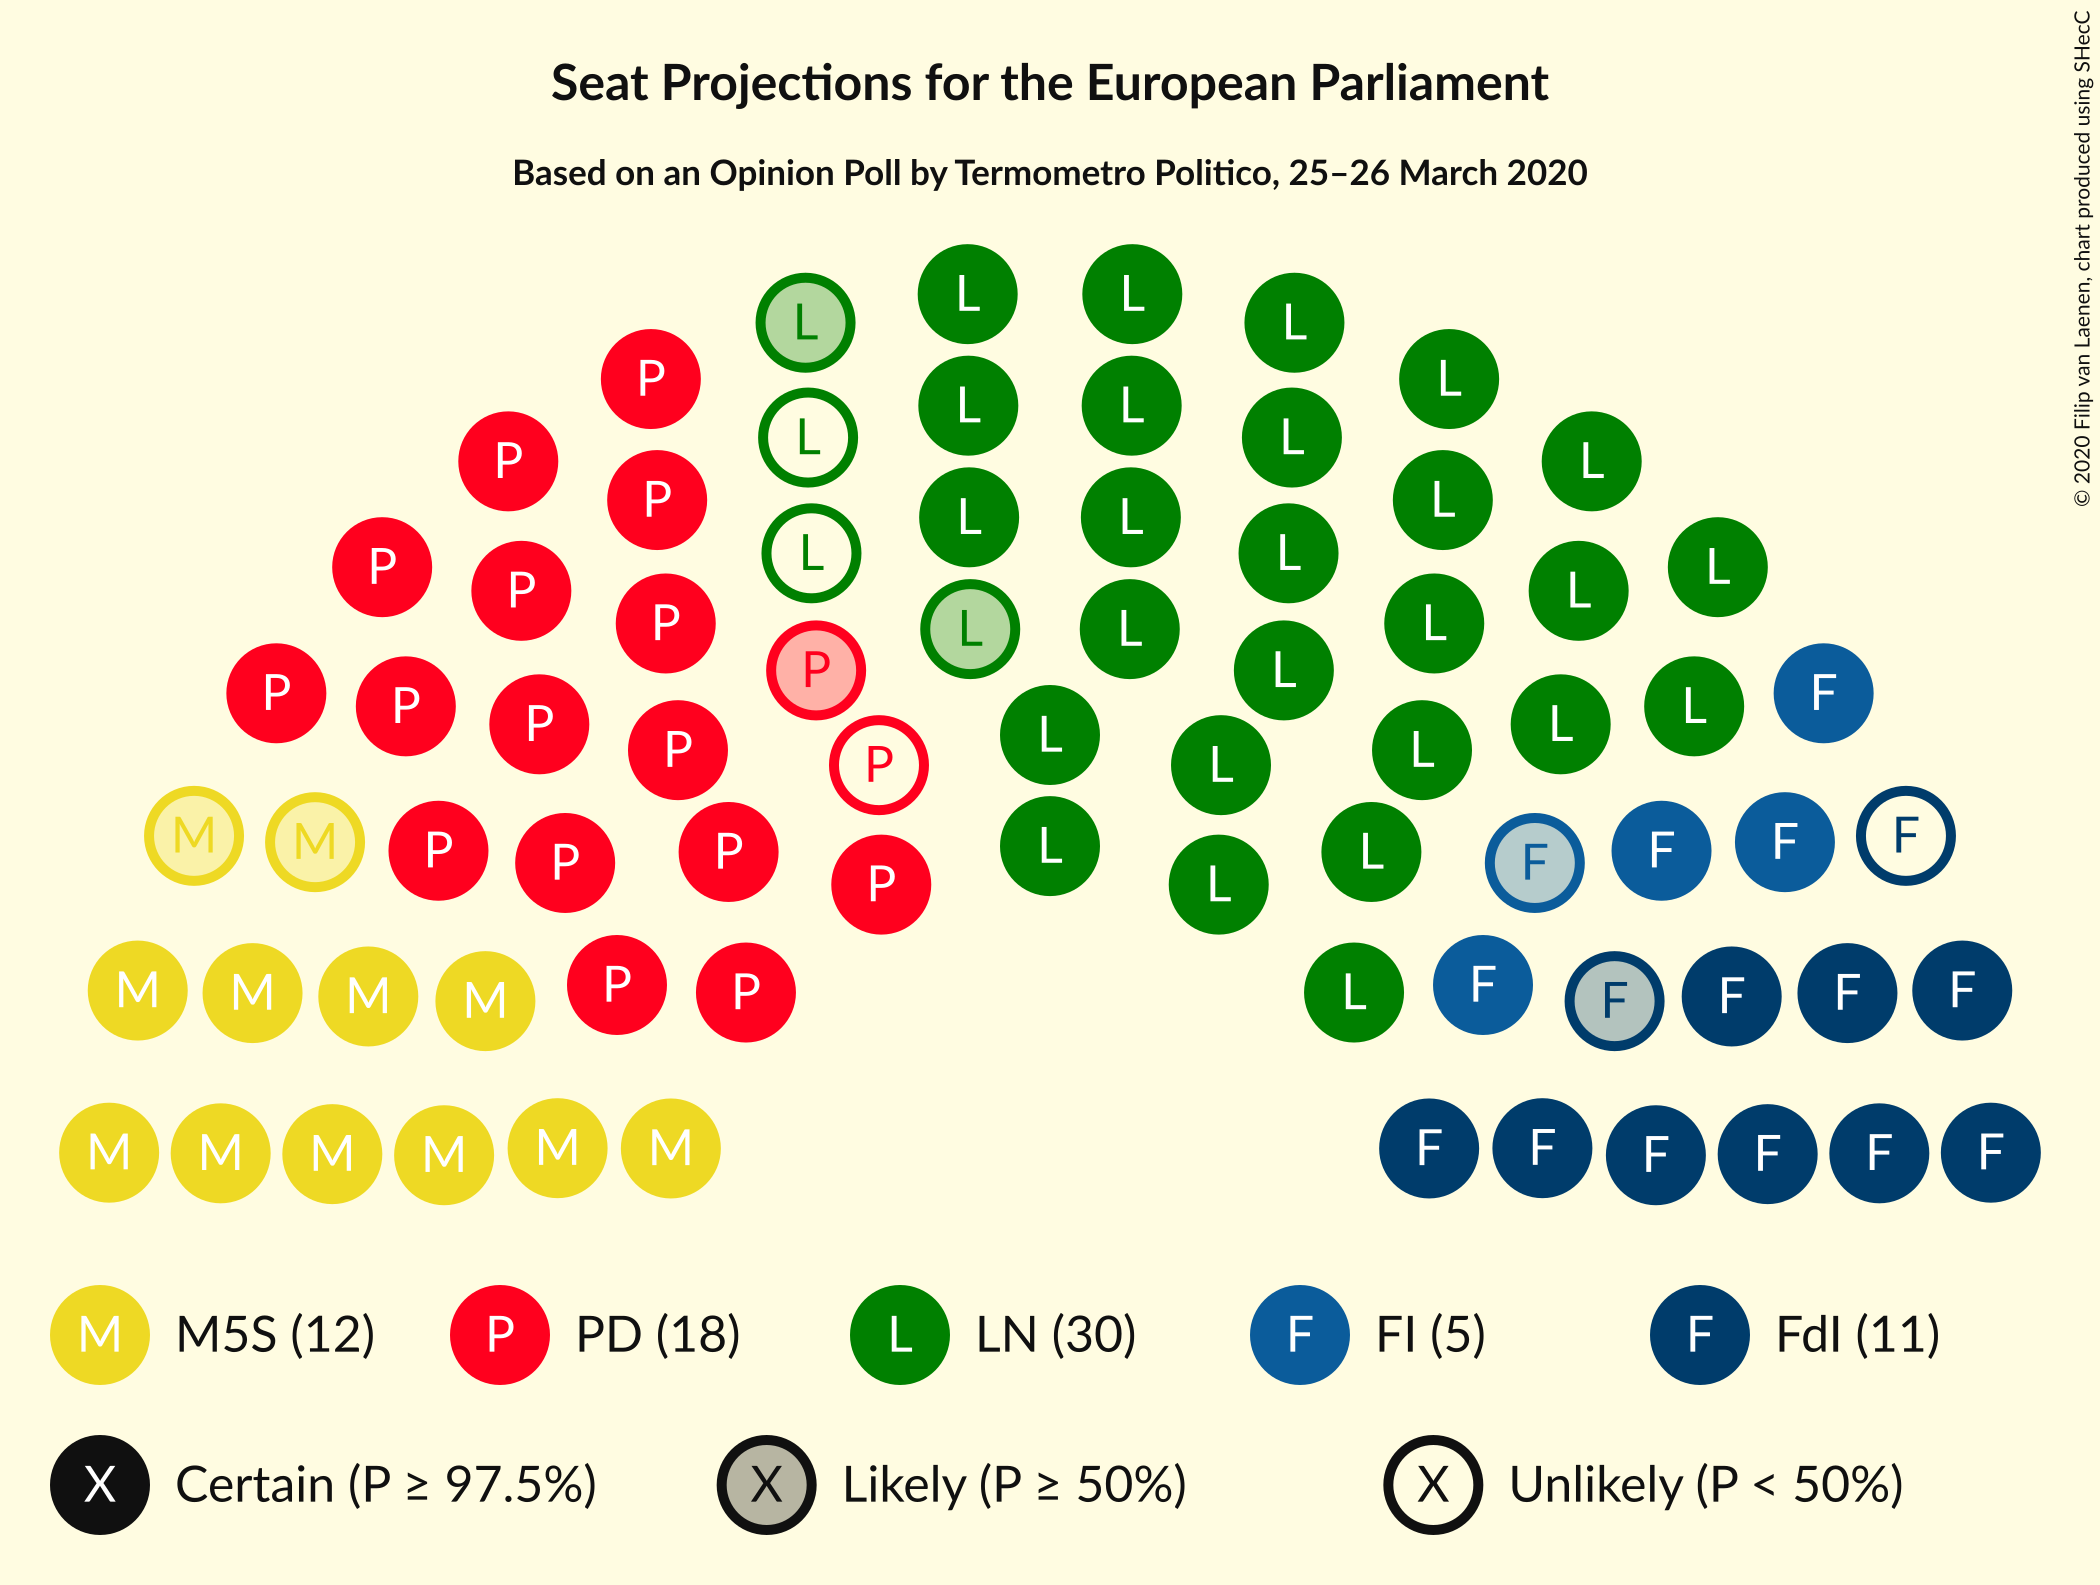 Seat Projections for the European Parliament
Based on an Opinion Poll by Termometro Politico, 25–26 March 2020
© 2020 Filip van Laenen, chart produced using SHecC
L L
L L
P L
L L
P L L L
P L
P L
L L
P L L P
P L
P L
P L L
P L
P P F
P L L
P L
P L
P L L
M M F F
P P L P F F
P L
M M M M F F F
P F
P L
F
M M M M M M F F F F F F
M M5S (12) P PD (18) L LN (30) F FI (5) F FdI (11)
X Certain (P ≥ 97.5%) X Likely (P ≥ 50%) X Unlikely (P < 50%)